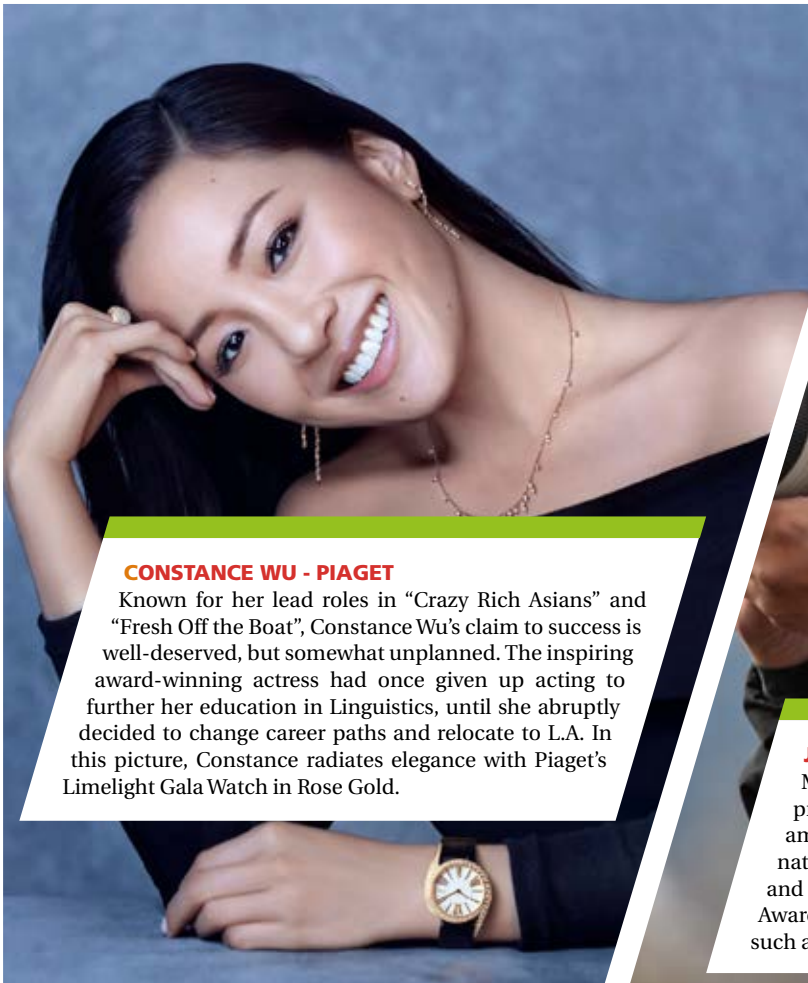 CONSTANCE WU - PIAGET
Known for her lead roles in “Crazy Rich Asians” and
“Fresh Off the Boat”, Constance Wu’s claim to success is
well-deserved, but somewhat unplanned. The inspiring
award-winning actress had once given up acting to
further her education in Linguistics, until she abruptly
decided to change career paths and relocate to L.A. In
this picture, Constance radiates elegance with Piaget’s
Limelight Gala Watch in Rose Gold.
and
such a